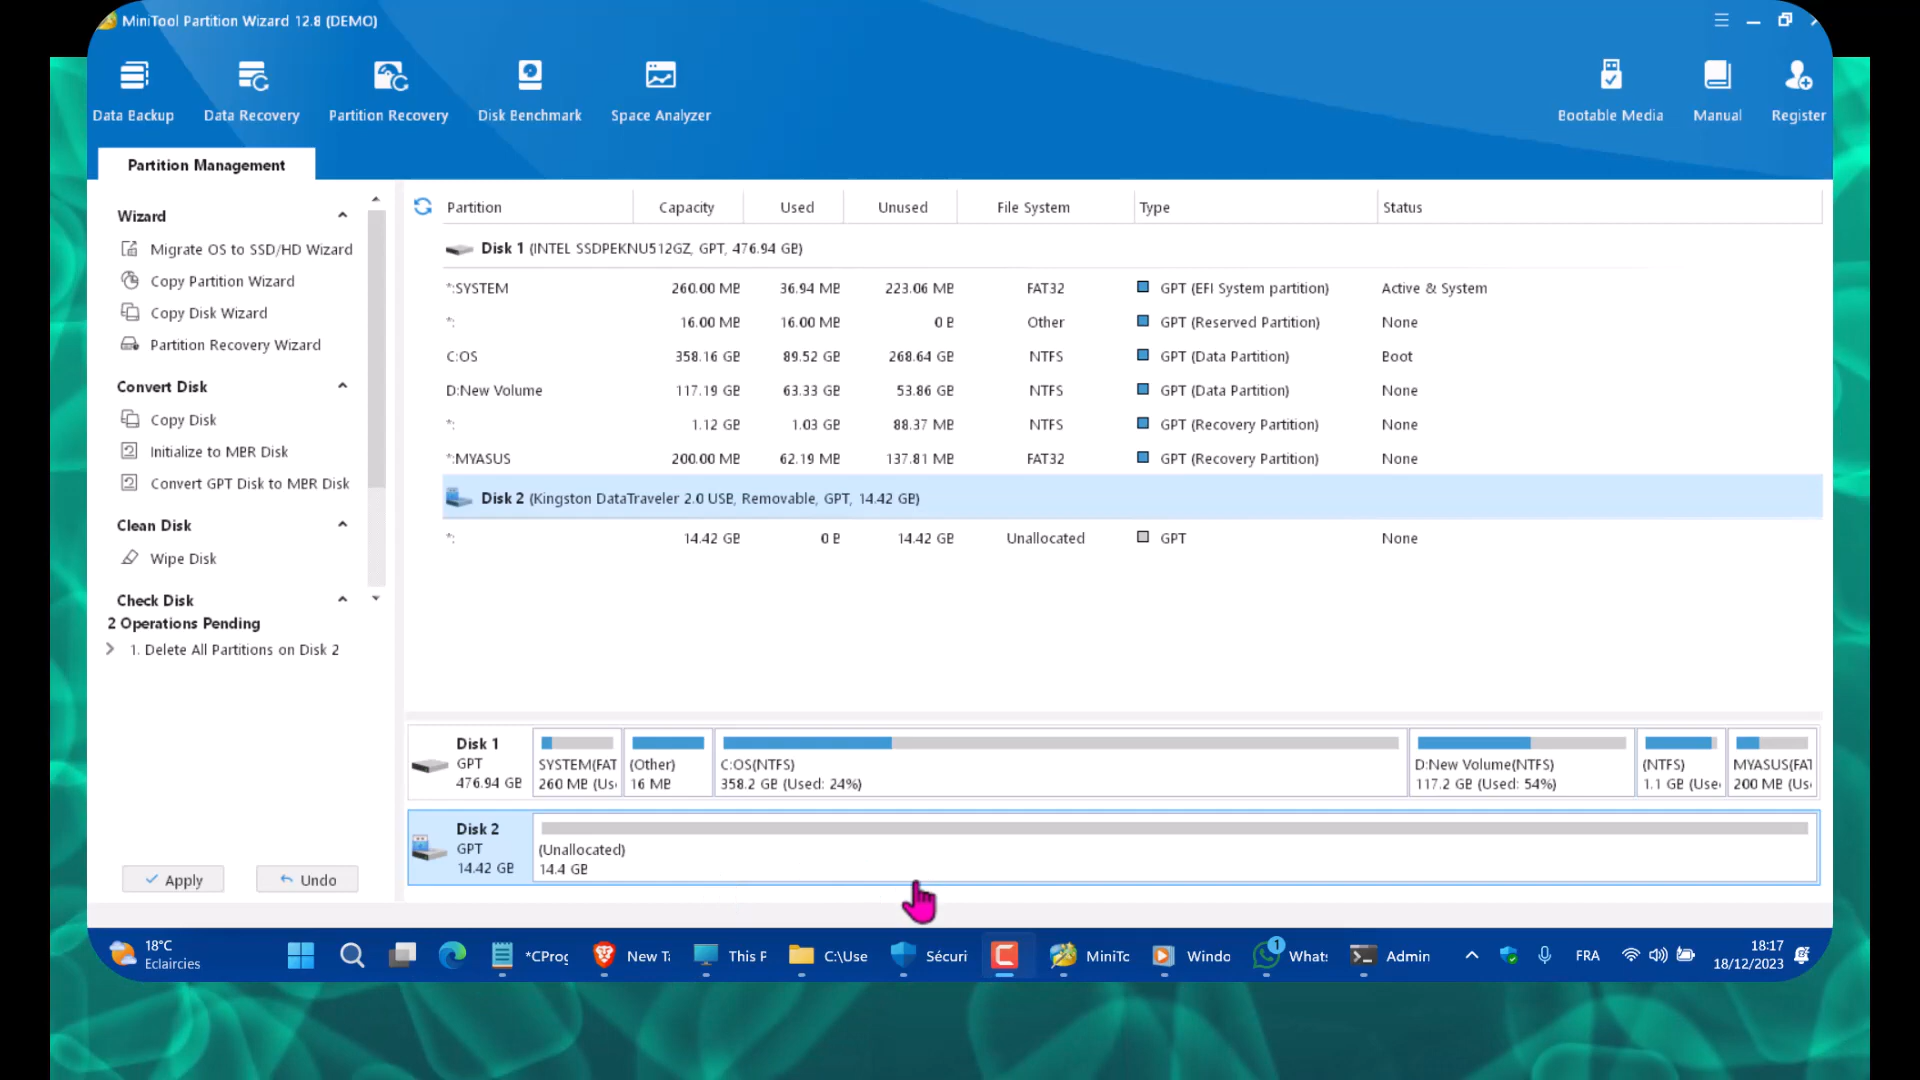 MiniTool Partition Wizard 12.8 (DEMO)
Data Backup
Data Recovery
Partition Recovery
Disk Benchmark
Space Analyzer
Bootable Media
Manual
Register
Partition Management
Wizard
Migrate OS to SSD/HD Wizard
Copy Partition Wizard
Copy Disk Wizard
Partition Recovery Wizard
Convert Disk
Copy Disk
Initialize to MBR Disk
Convert GPT Disk to MBR Disk
Clean Disk
Wipe Disk
Check Disk
2 Operations Pending
1. Delete All Partitions on Disk 2
Apply
Undo
Partition Capacity Used Unused File System Type Status
Disk 1 (INTEL SSDPEKNU512GZ, GPT, 476.94 GB)
*:SYSTEM 260.00 MB 36.94 MB 223.06 MB FAT32 GPT (EFI System partition) Active & System
*: 16.00 MB 16.00 MB 0 B Other GPT (Reserved Partition) None
C:OS 358.16 GB 89.52 GB 268.64 GB NTFS GPT (Data Partition) Boot
D:New Volume 117.19 GB 63.33 GB 53.86 GB NTFS GPT (Data Partition) None
*: 1.12 GB 1.03 GB 88.37 MB NTFS GPT (Recovery Partition) None
*:MYASUS 200.00 MB 62.19 MB 137.81 MB FAT32 GPT (Recovery Partition) None
Disk 2 (Kingston DataTraveler 2.0 USB, Removable, GPT, 14.42 GB)
*: 14.42 GB 0 B 14.42 GB Unallocated GPT None
Disk 1
GPT
476.94 GB
SYSTEM(FAT
260 MB (Us
(Other)
16 MB
C:OS(NTFS)
358.2 GB (Used: 24%)
D:New Volume(NTFS)
117.2 GB (Used: 54%)
(NTFS)
1.1 GB (Use
MYASUS(FAT
200 MB (Us
Disk 2
GPT
14.42 GB
(Unallocated)
14.4 GB
18°C
Eclaircies
*CProg
New Ta
This P
C:\Use
Sécuri
MiniTo
Windo
1
Whats
Admin
FRA
18:17
18/12/2023